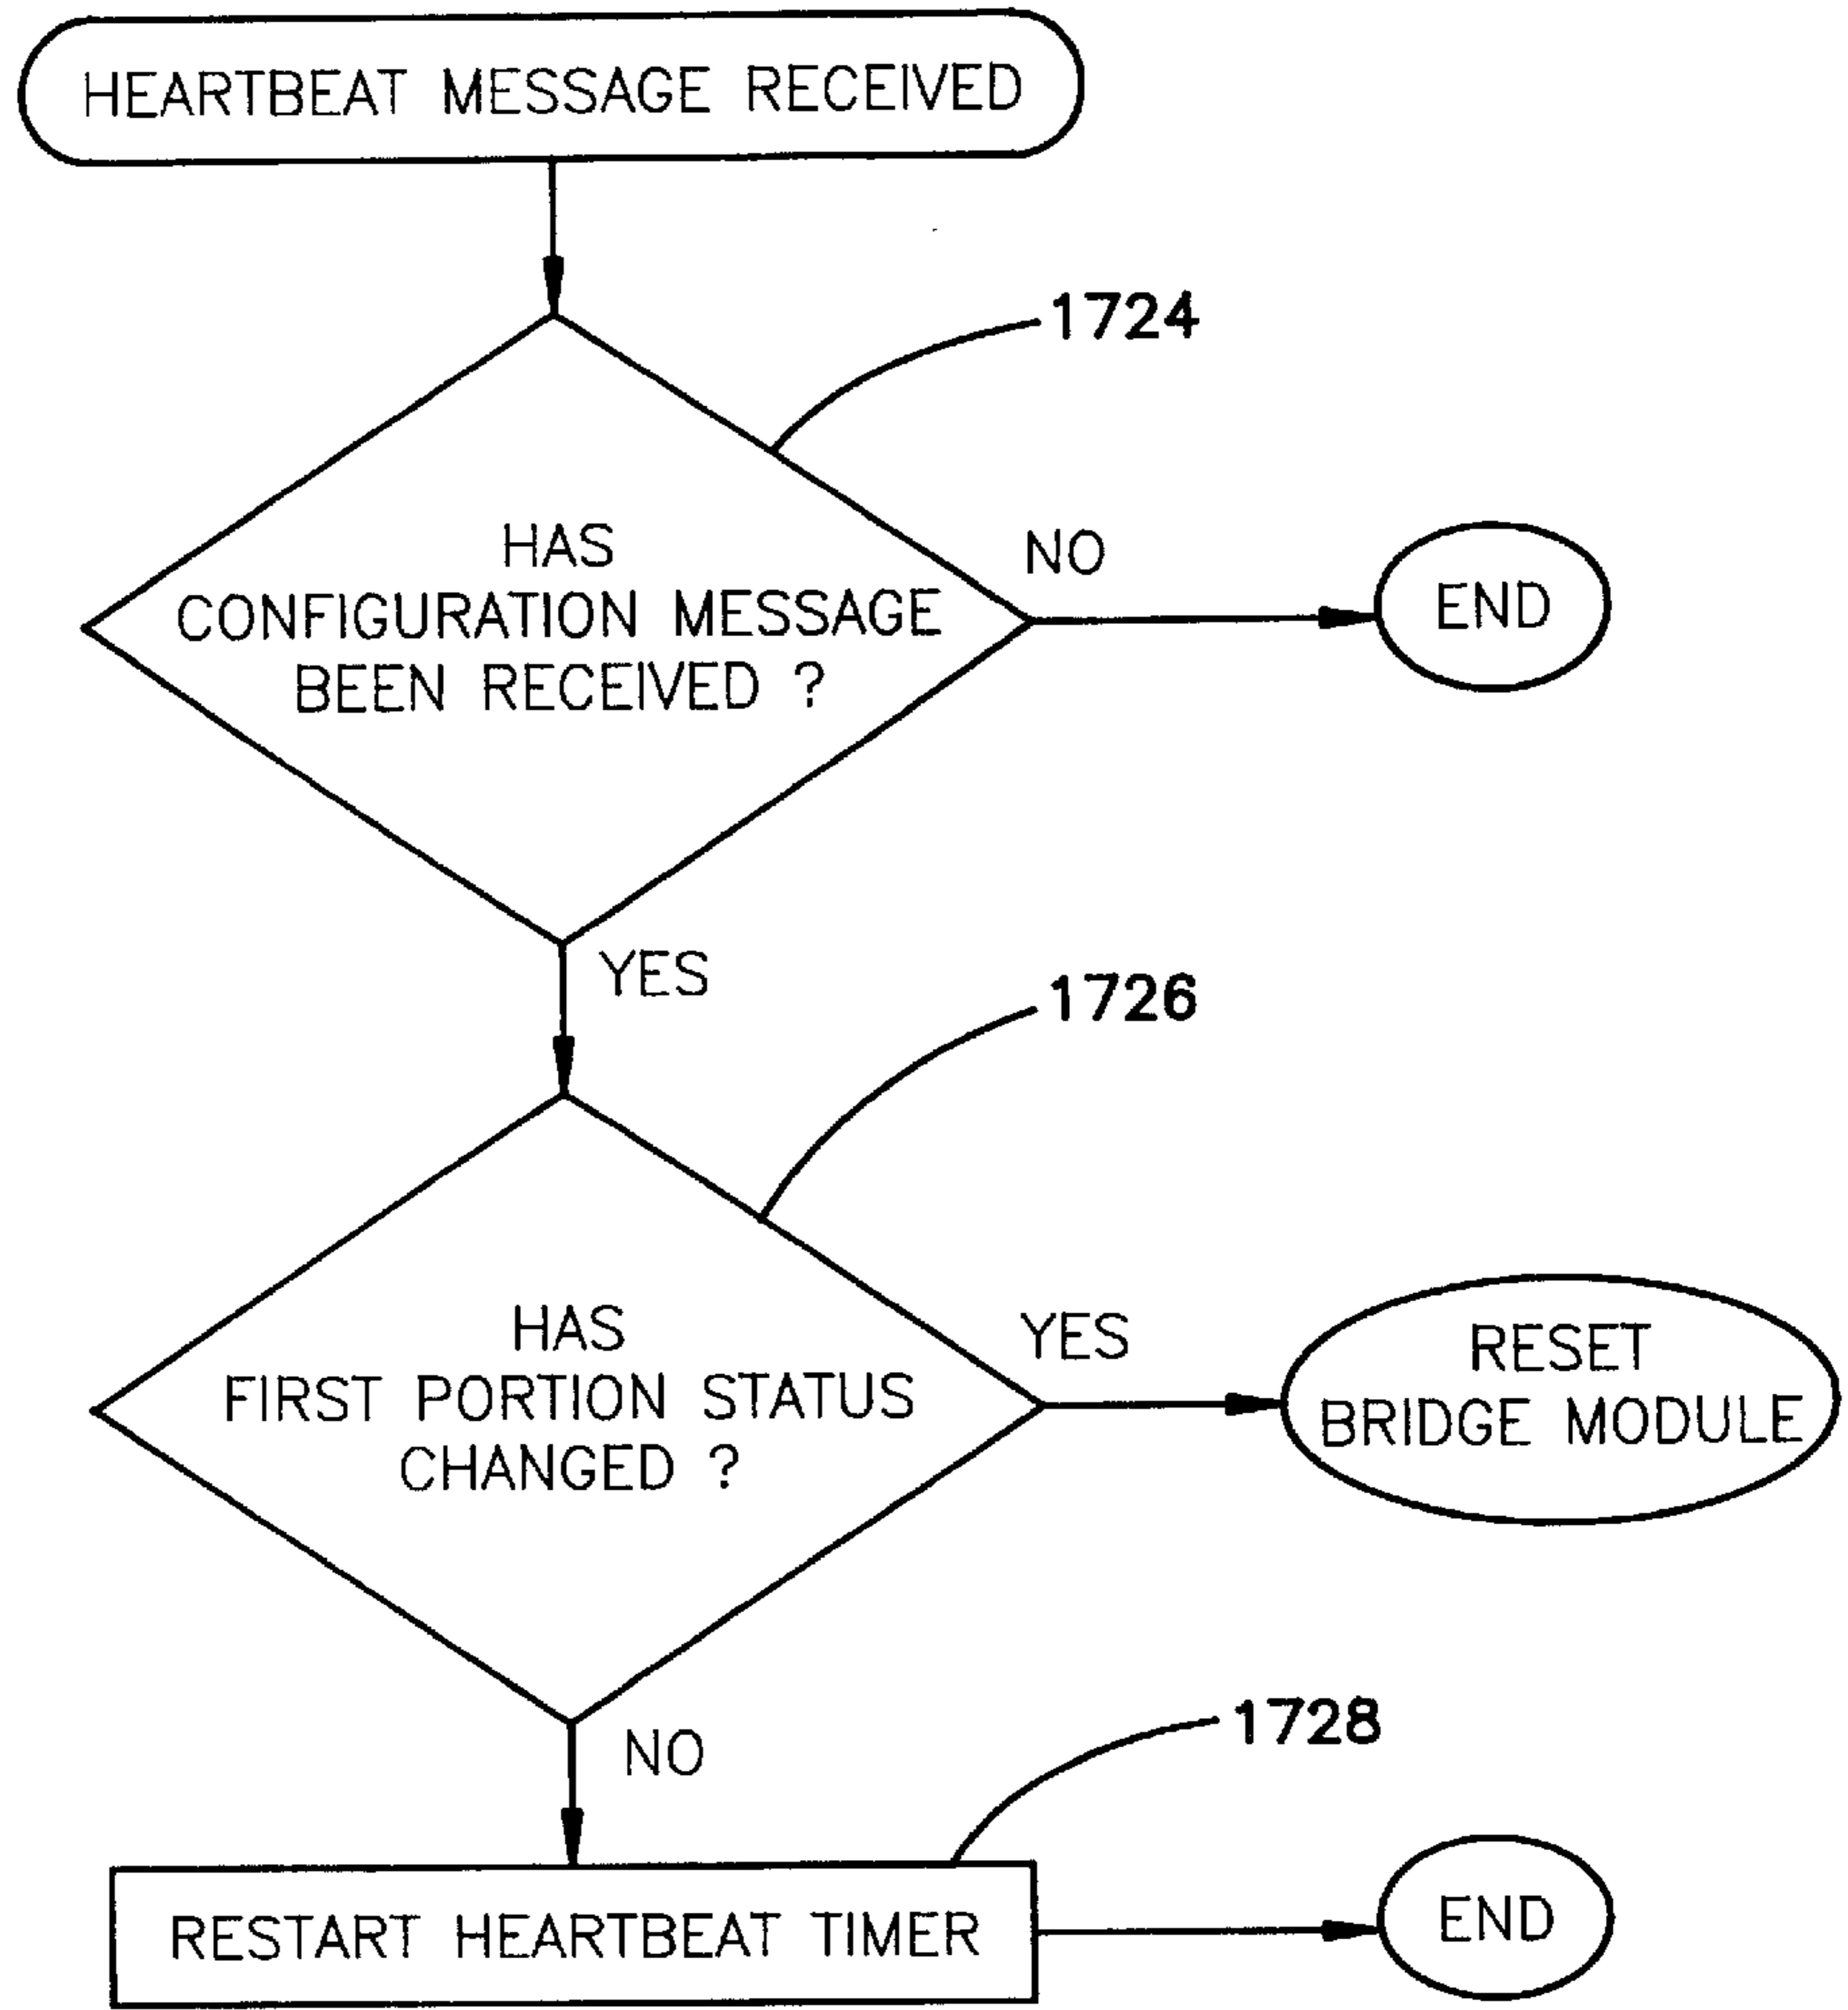 HEARTBEAT MESSAGE RECEIVED
1724
HAS
CONFIGURATION MESSAGE
BEEN RECEIVED ?
NO
END
YES
1726
HAS
FIRST PORTION STATUS
CHANGED ?
YES
RESET
BRIDGE MODULE
NO
1728
RESTART HEARTBEAT TIMER
END